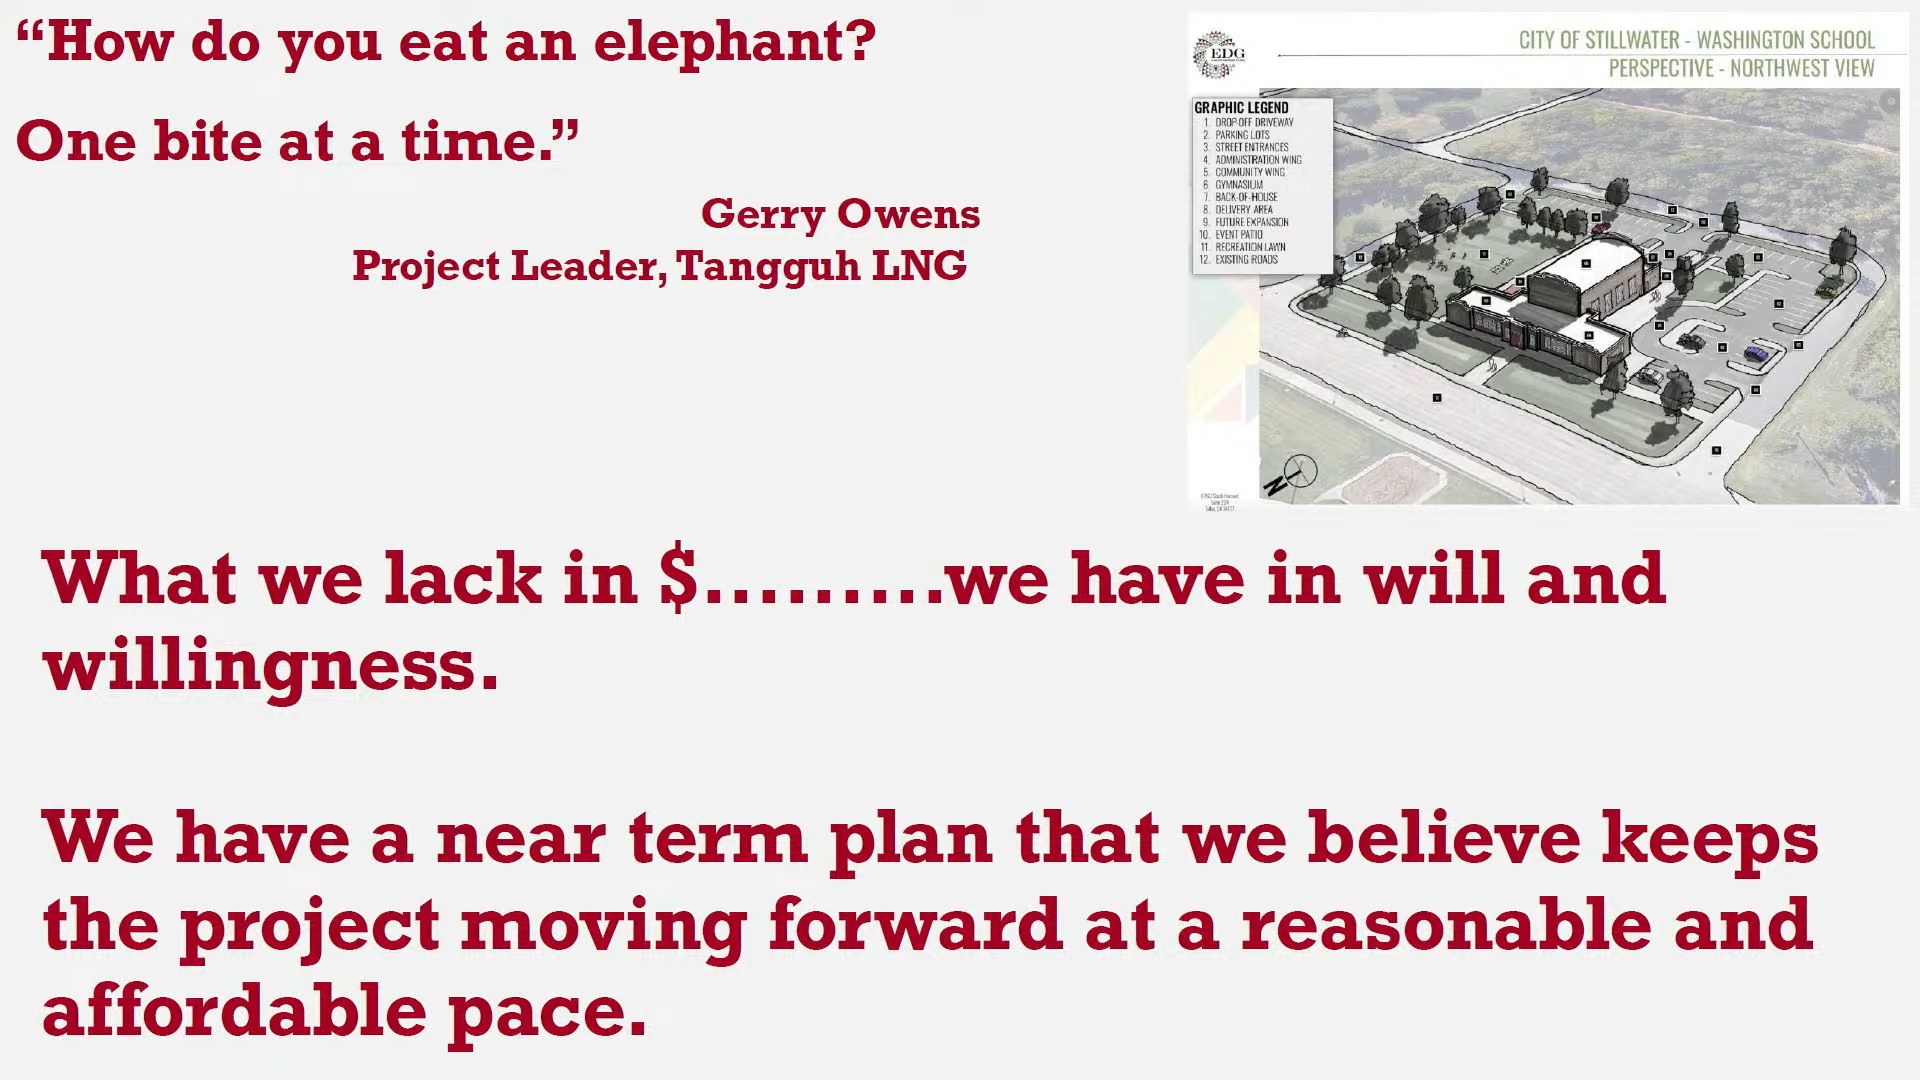 “How do you eat an elephant?
One bite at a time.”
Gerry Owens
Project Leader, Tangguh LNG
EDG
CITY OF STILLWATER - WASHINGTON SCHOOL
PERSPECTIVE - NORTHWEST VIEW
GRAPHIC LEGEND
1. DROP-OFF DRIVEWAY
2. PARKING LOTS
3. STREET ENTRANCES
4. ADMINISTRATION WING
5. COMMUNITY WING
6. GYMNASIUM
7. BACK-OF-HOUSE
8. DELIVERY AREA
9. FUTURE EXPANSION
10. EVENT PATIO
11. RECREATION LAWN
12. EXISTING ROADS
N
What we lack in $.........we have in will and
willingness.
We have a near term plan that we believe keeps
the project moving forward at a reasonable and
affordable pace.